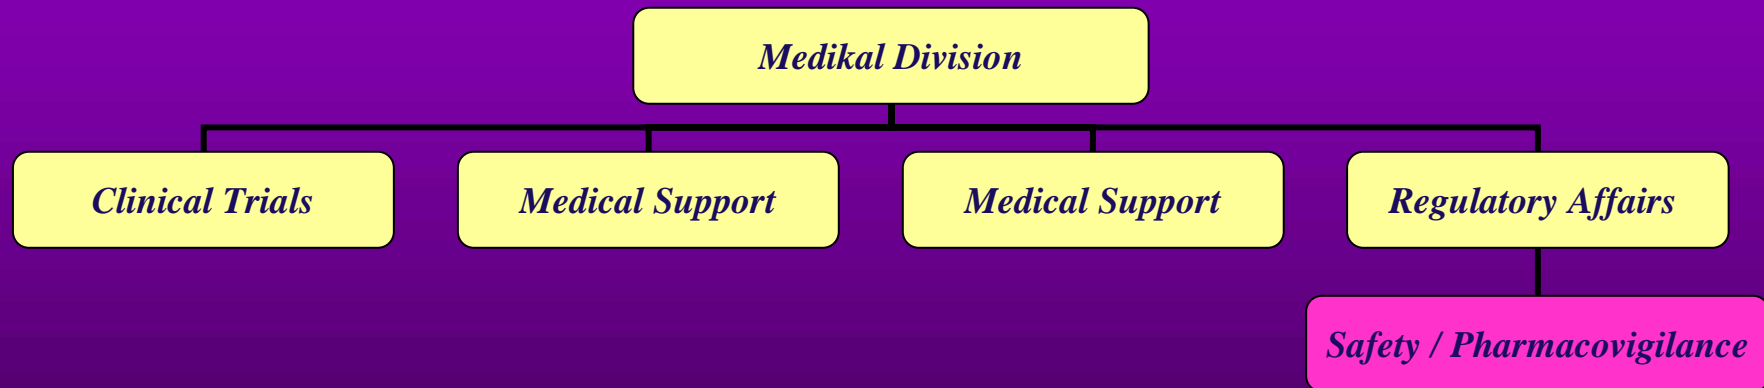 Medikal Division
Clinical Trials
Medical Support
Medical Support
Regulatory Affairs
Safety / Pharmacovigilance